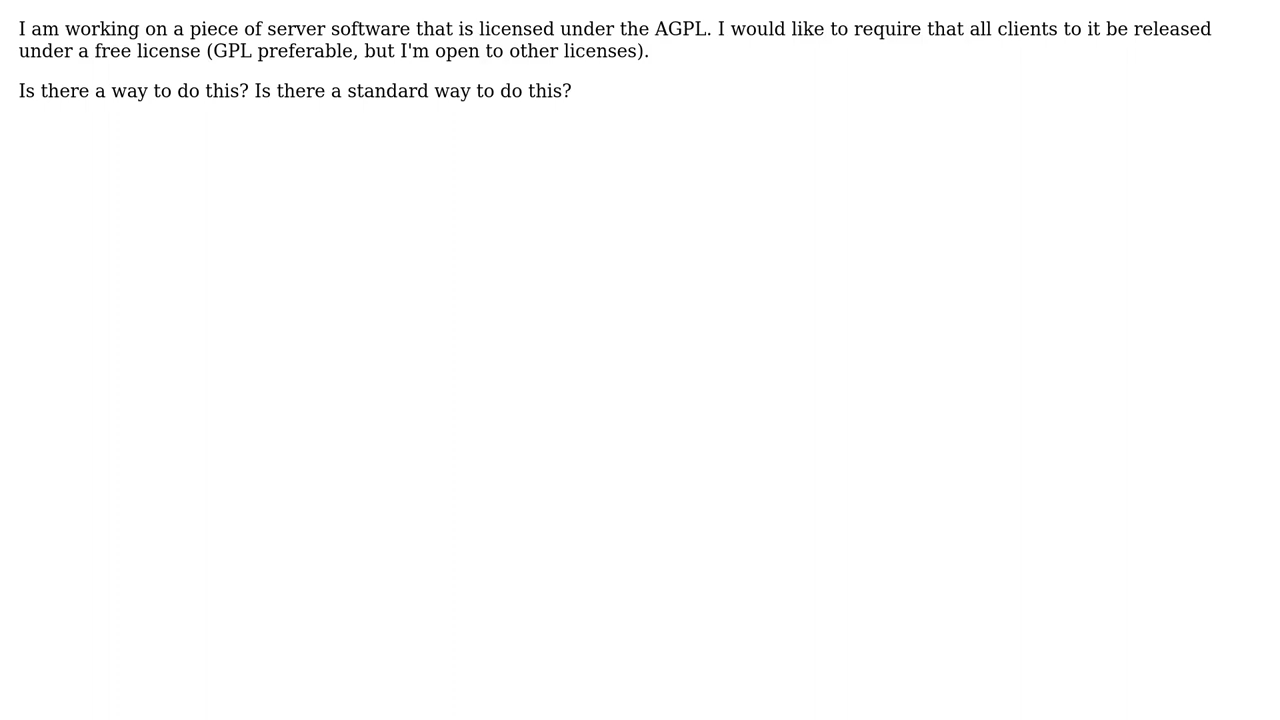 I am working on a piece of server software that is licensed under the AGPL. I would like to require that all clients to it be released
under a free license (GPL preferable, but I'm open to other licenses).
Is there a way to do this? Is there a standard way to do this?